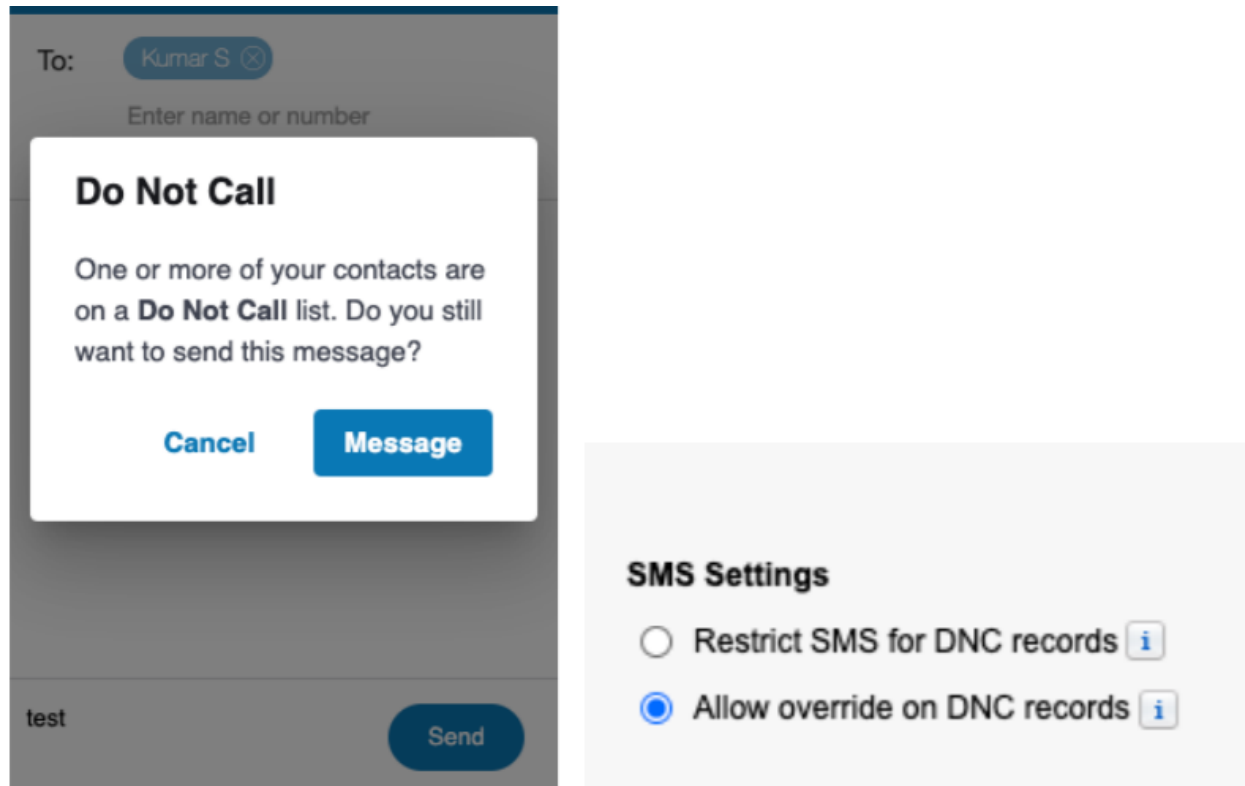 To:
Kumar S
Enter name or number
Do Not Call
One or more of your contacts are
on a Do Not Call list. Do you still
want to send this message?
Cancel
Message
test
Send
SMS Settings
Restrict SMS for DNC records i
Allow override on DNC records i